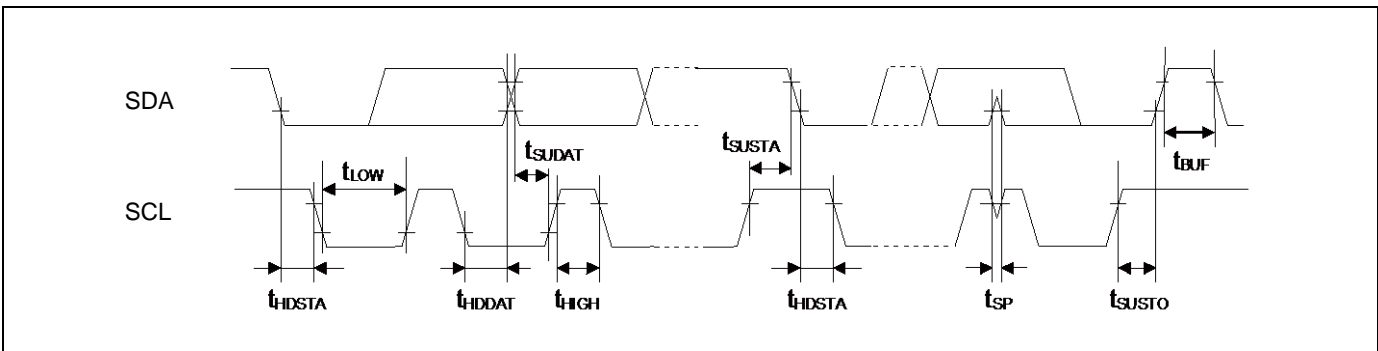 SDA
tSUDAT
tSUSTA
tBUF
tLOW
SCL
tHDSTA
tHDDAT
tHIGH
tHDSTA
tSP
tSUSTO